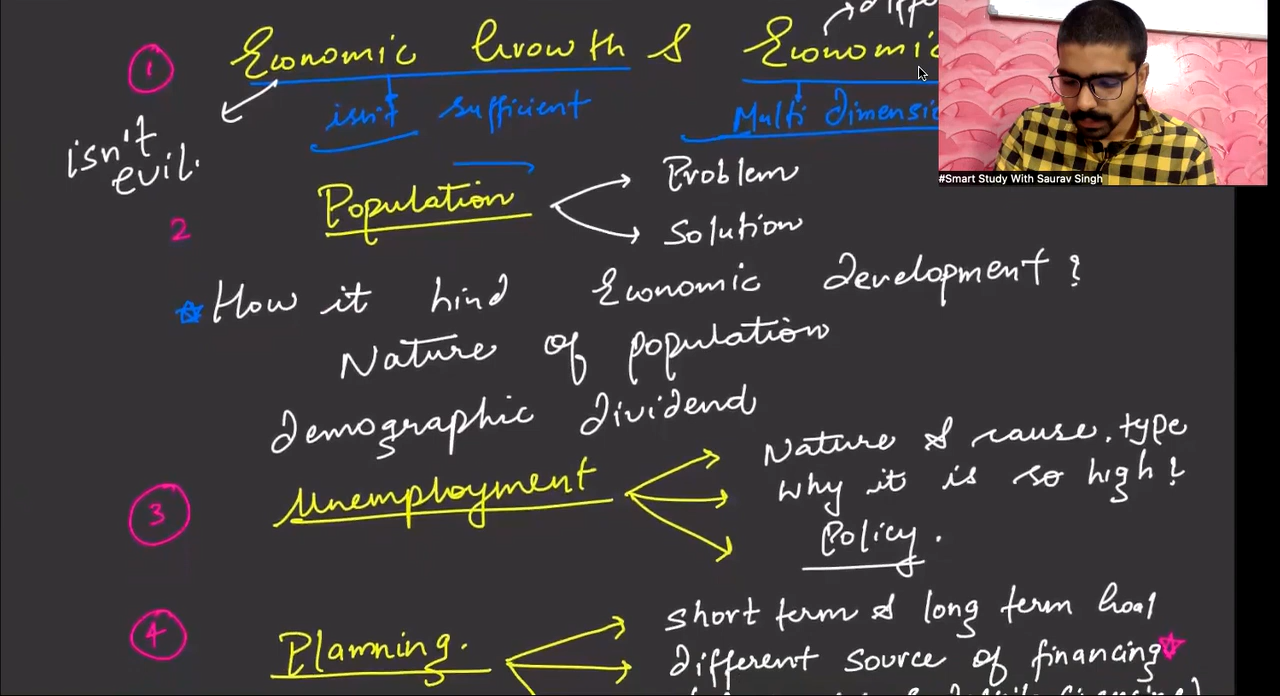 ① Economic Growth & Economic
isn't sufficient
Multi
isn't
evil.
#Smart Study With Saurav Singh
2 Population
Problem
Solution
How it hind Economic development?
Nature of population
demographic dividend
③ Unemployment
Nature & cause. type
Why it is so high?
Policy.
④ Planning.
short term & long term Goal
different source of financing